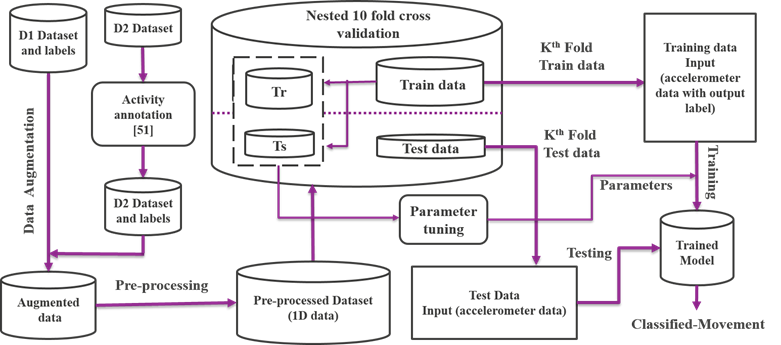 D1 Dataset
and labels
D2 Dataset
Activity
annotation
[51]
D2 Dataset
and labels
Data Augmentation
Augmented
data
Pre-processing
Nested 10 fold cross
validation
Tr
Ts
Train data
Test data
Pre-processed Dataset
(1D data)
Parameter
tuning
Kth Fold
Train data
Kth Fold
Test data
Training data
Input
(accelerometer
data with output
label)
Training
Parameters
Testing
Test Data
Input (accelerometer data)
Trained
Model
Classified-Movement